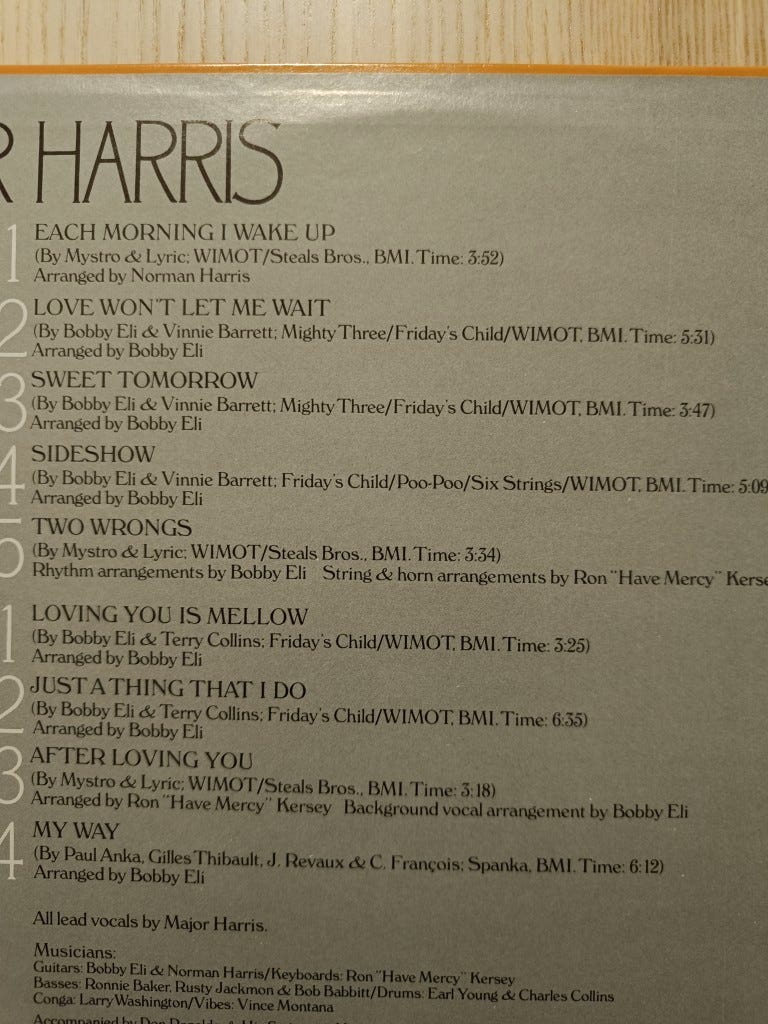 R HARRIS
1 EACH MORNING I WAKE UP
(By Mystro & Lyric; WIMOT/Steals Bros., BMI. Time: 3:52)
Arranged by Norman Harris
2 LOVE WON'T LET ME WAIT
(By Bobby Eli & Vinnie Barrett; Mighty Three/Friday's Child/WIMOT, BMI. Time: 5:31)
Arranged by Bobby Eli
3 SWEET TOMORROW
(By Bobby Eli & Vinnie Barrett; Mighty Three/Friday's Child/WIMOT, BMI. Time: 3:47)
Arranged by Bobby Eli
4 SIDESHOW
(By Bobby Eli & Vinnie Barrett; Friday's Child/Poo-Poo/Six Strings/WIMOT, BMI. Time: 5:09
Arranged by Bobby Eli
5 TWO WRONGS
(By Mystro & Lyric; WIMOT/Steals Bros., BMI. Time: 3:34)
Rhythm arrangements by Bobby Eli String & horn arrangements by Ron "Have Mercy" Kerse
1 LOVING YOU IS MELLOW
(By Bobby Eli & Terry Collins; Friday's Child/WIMOT, BMI. Time: 3:25)
Arranged by Bobby Eli
2 JUST A THING THAT I DO
(By Bobby Eli & Terry Collins; Friday's Child/WIMOT, BMI. Time: 6:35)
Arranged by Bobby Eli
3 AFTER LOVING YOU
(By Mystro & Lyric; WIMOT/Steals Bros., BMI. Time: 3:18)
Arranged by Ron "Have Mercy" Kersey Background vocal arrangement by Bobby Eli
4 MY WAY
(By Paul Anka, Gilles Thibault, J. Revaux & C. François; Spanka, BMI. Time: 6:12)
Arranged by Bobby Eli
All lead vocals by Major Harris.
Musicians:
Guitars: Bobby Eli & Norman Harris/Keyboards: Ron "Have Mercy" Kersey
Basses: Ronnie Baker, Rusty Jackmon & Bob Babbitt/Drums: Earl Young & Charles Collins
Conga: Larry Washington/Vibes: Vince Montana
Accompanied by Don